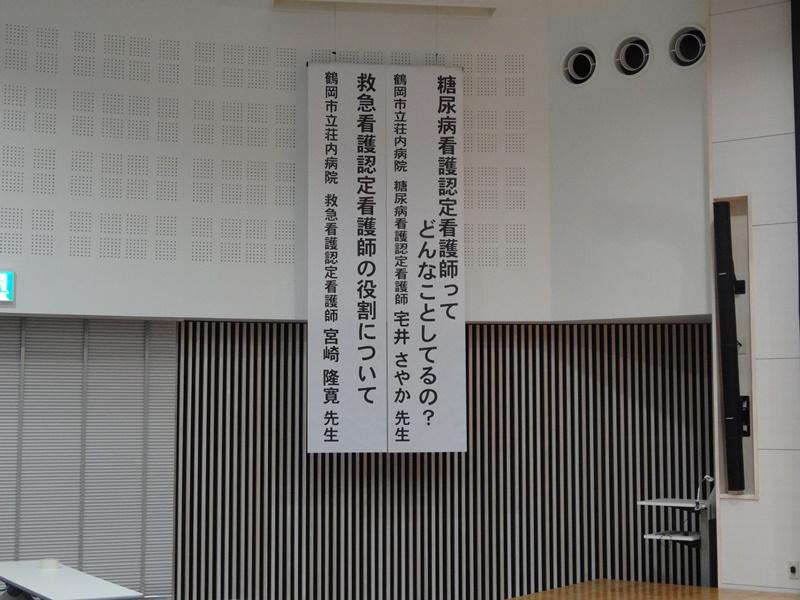 糖尿病看護認定看護師って
どんなことしてるの？
鶴岡市立荘内病院 糖尿病看護認定看護師 宅井 さやか 先生
救急看護認定看護師の役割について
鶴岡市立荘内病院 救急看護認定看護師 宮崎 隆寛 先生